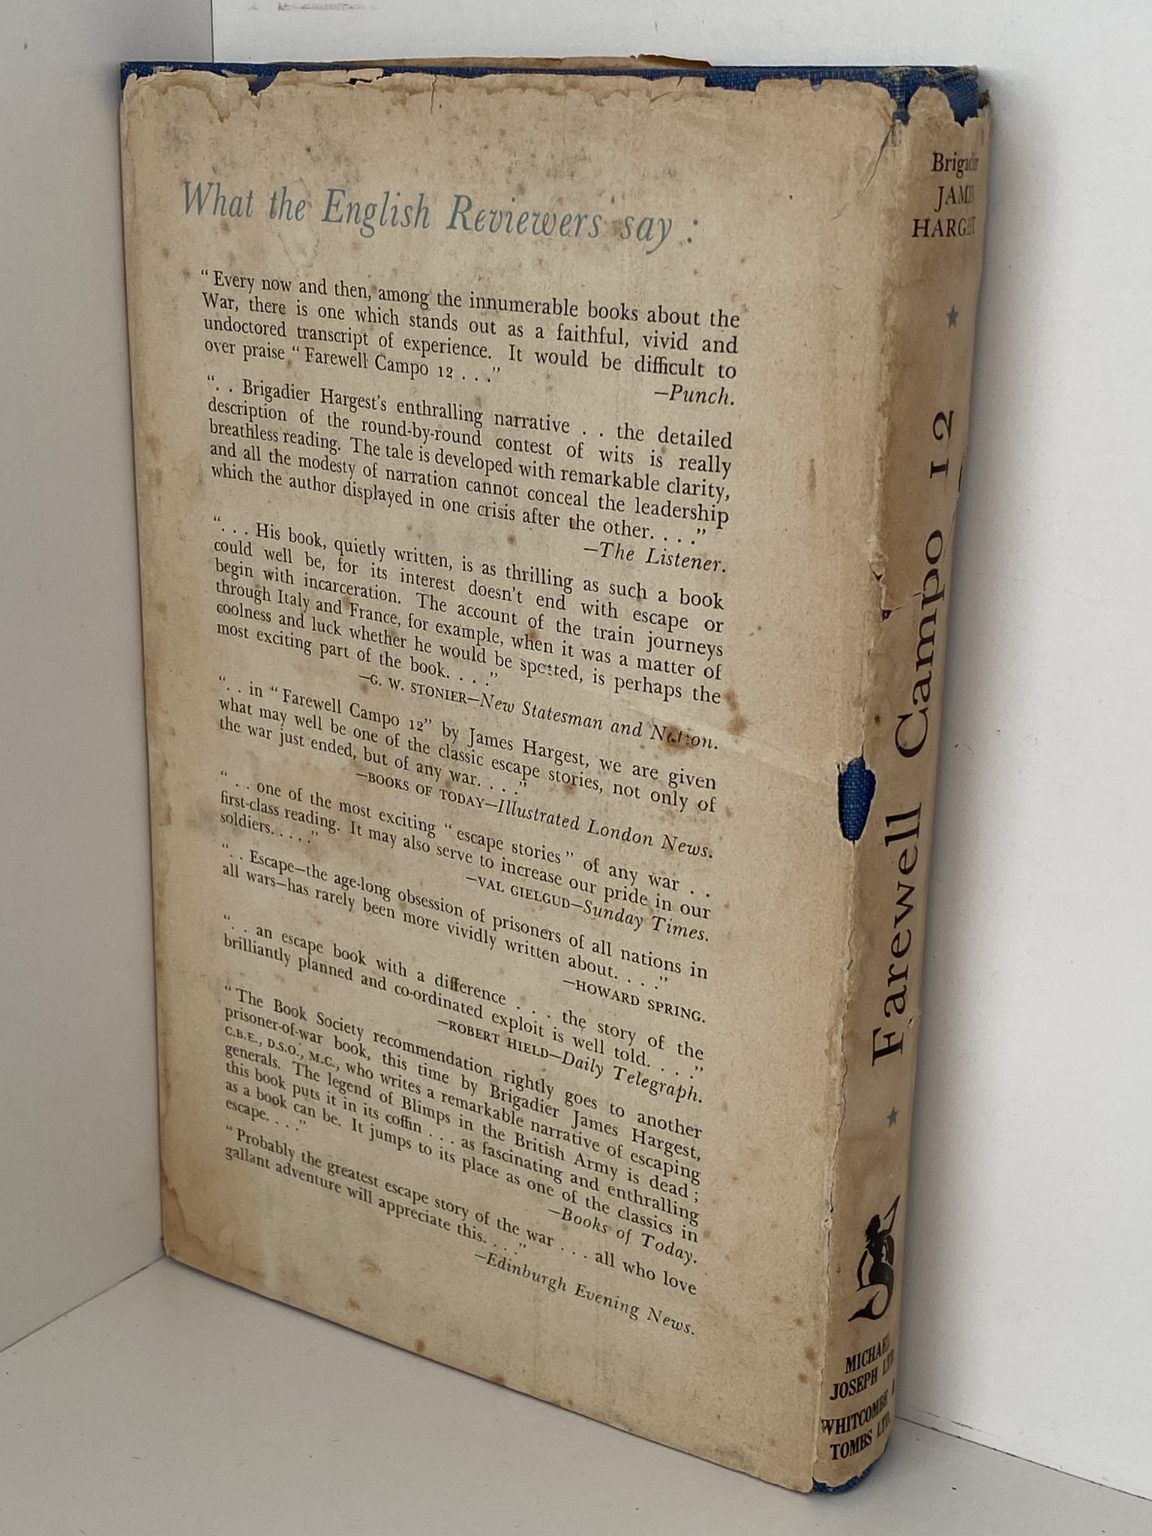 What the English Reviewers say :
“ Every now and then, among the innumerable books about the
War, there is one which stands out as a faithful, vivid and
undoctored transcript of experience. It would be difficult to
over praise “ Farewell Campo 12 . . .”
—Punch.
“. . Brigadier Hargest’s enthralling narrative . . the detailed
description of the round-by-round contest of wits is really
breathless reading. The tale is developed with remarkable clarity,
and all the modesty of narration cannot conceal the leadership
which the author displayed in one crisis after the other. . . .”
—The Listener.
“. . . His book, quietly written, is as thrilling as such a book
could well be, for its interest doesn’t end with escape or
begin with incarceration. The account of the train journeys
through Italy and France, for example, when it was a matter of
coolness and luck whether he would be spotted, is perhaps the
most exciting part of the book. . . .”
—G. W. STONIER—New Statesman and Nation.
“. . in “ Farewell Campo 12” by James Hargest, we are given
what may well be one of the classic escape stories, not only of
the war just ended, but of any war. . . .”
—BOOKS OF TODAY—Illustrated London News.
“. . one of the most exciting “ escape stories ” of any war . .
first-class reading. It may also serve to increase our pride in our
soldiers. . . .”
—VAL GIELGUD—Sunday Times.
“. . Escape—the age-long obsession of prisoners of all nations in
all wars—has rarely been more vividly written about. . . .”
—HOWARD SPRING.
“. . an escape book with a difference . . . the story of the
brilliantly planned and co-ordinated exploit is well told. . . .”
—ROBERT HIELD—Daily Telegraph.
“ The Book Society recommendation rightly goes to another
prisoner-of-war book, this time by Brigadier James Hargest,
C.B.E., D.S.O., M.C., who writes a remarkable narrative of escaping
generals. The legend of Blimps in the British Army is dead ;
this book puts it in its coffin . . . as fascinating and enthralling
as a book can be. It jumps to its place as one of the classics in
escape. . . .”
—Books of Today.
“ Probably the greatest escape story of the war . . . all who love
gallant adventure will appreciate this. . . .”
—Edinburgh Evening News.
Brigadier
JAMES
HARGEST
Farewell Campo 12
MICHAEL
JOSEPH LTD
WHITCOMBE &
TOMBS LTD.